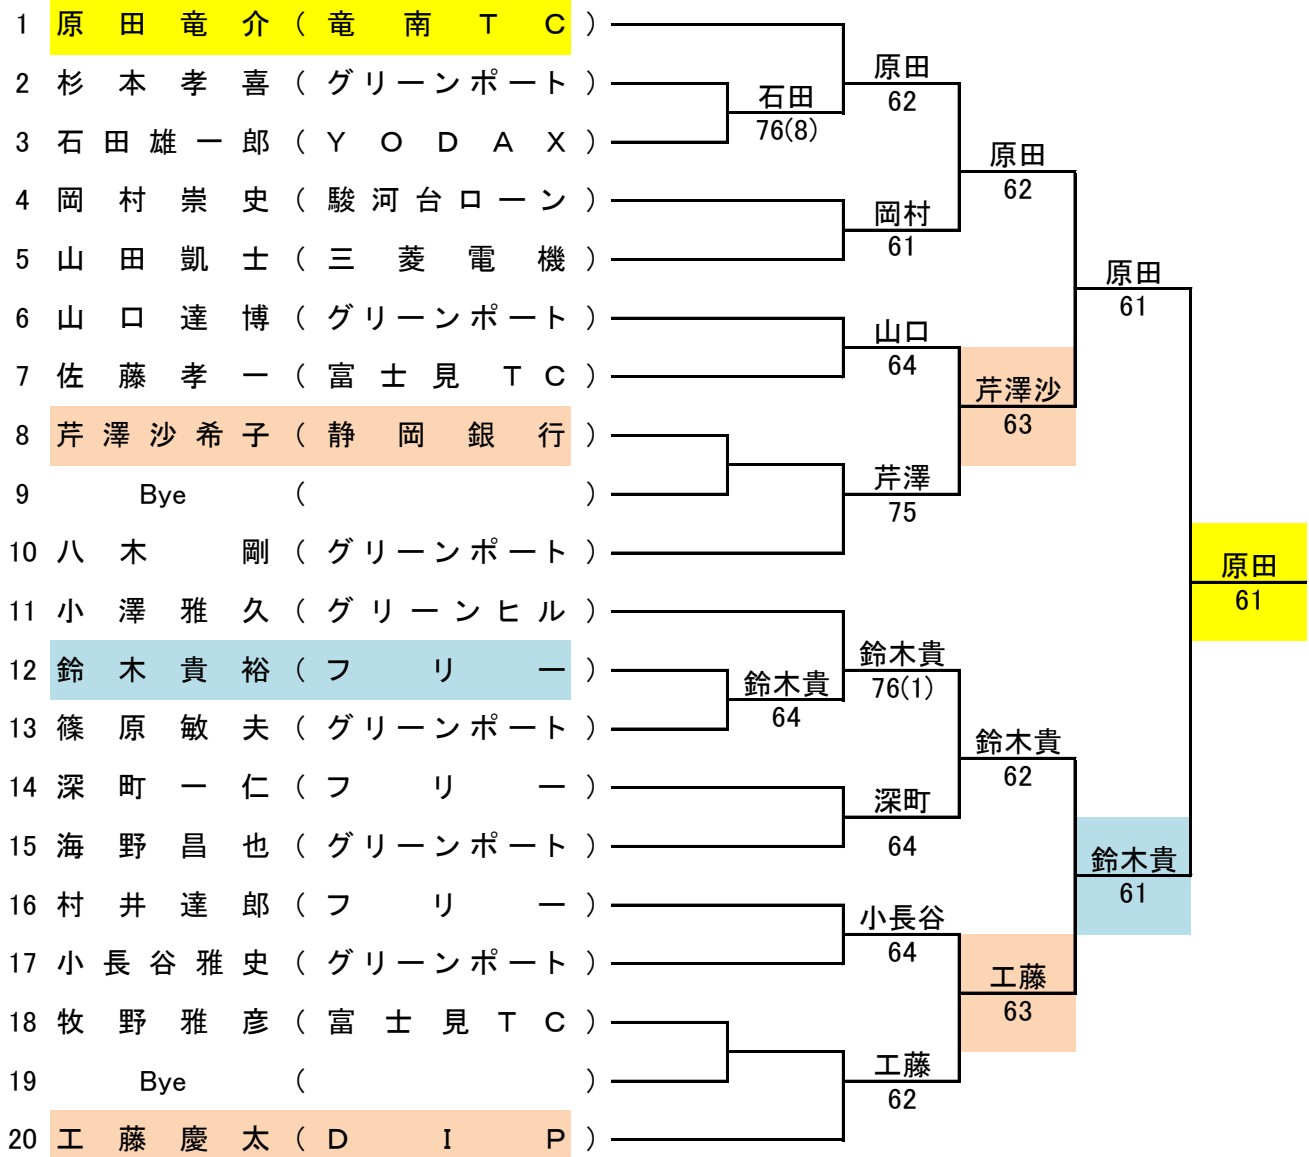 1 原田竜介(竜南TC)
2 杉本孝喜(グリーンポート)
3 石田雄一郎(YODAX)
4 岡村崇史(駿河台ローン)
5 山田凱士(三菱電機)
6 山口達博(グリーンポート)
7 佐藤孝一(富士見TC)
8 芹澤沙希子(静岡銀行)
9 Bye ( )
10 八木 剛(グリーンポート)
11 小澤雅久(グリーンヒル)
12 鈴木貴裕(フリー)
13 篠原敏夫(グリーンポート)
14 深町一仁(フリー)
15 海野昌也(グリーンポート)
16 村井達郎(フリー)
17 小長谷雅史(グリーンポート)
18 牧野雅彦(富士見TC)
19 Bye ( )
20 工藤慶太(DIP)
石田
76(8)
鈴木貴
64
原田
62
岡村
61
山口
64
芹澤
75
鈴木貴
76(1)
深町
64
小長谷
64
工藤
62
原田
62
芹澤沙
63
鈴木貴
62
工藤
63
原田
61
鈴木貴
61
原田
61